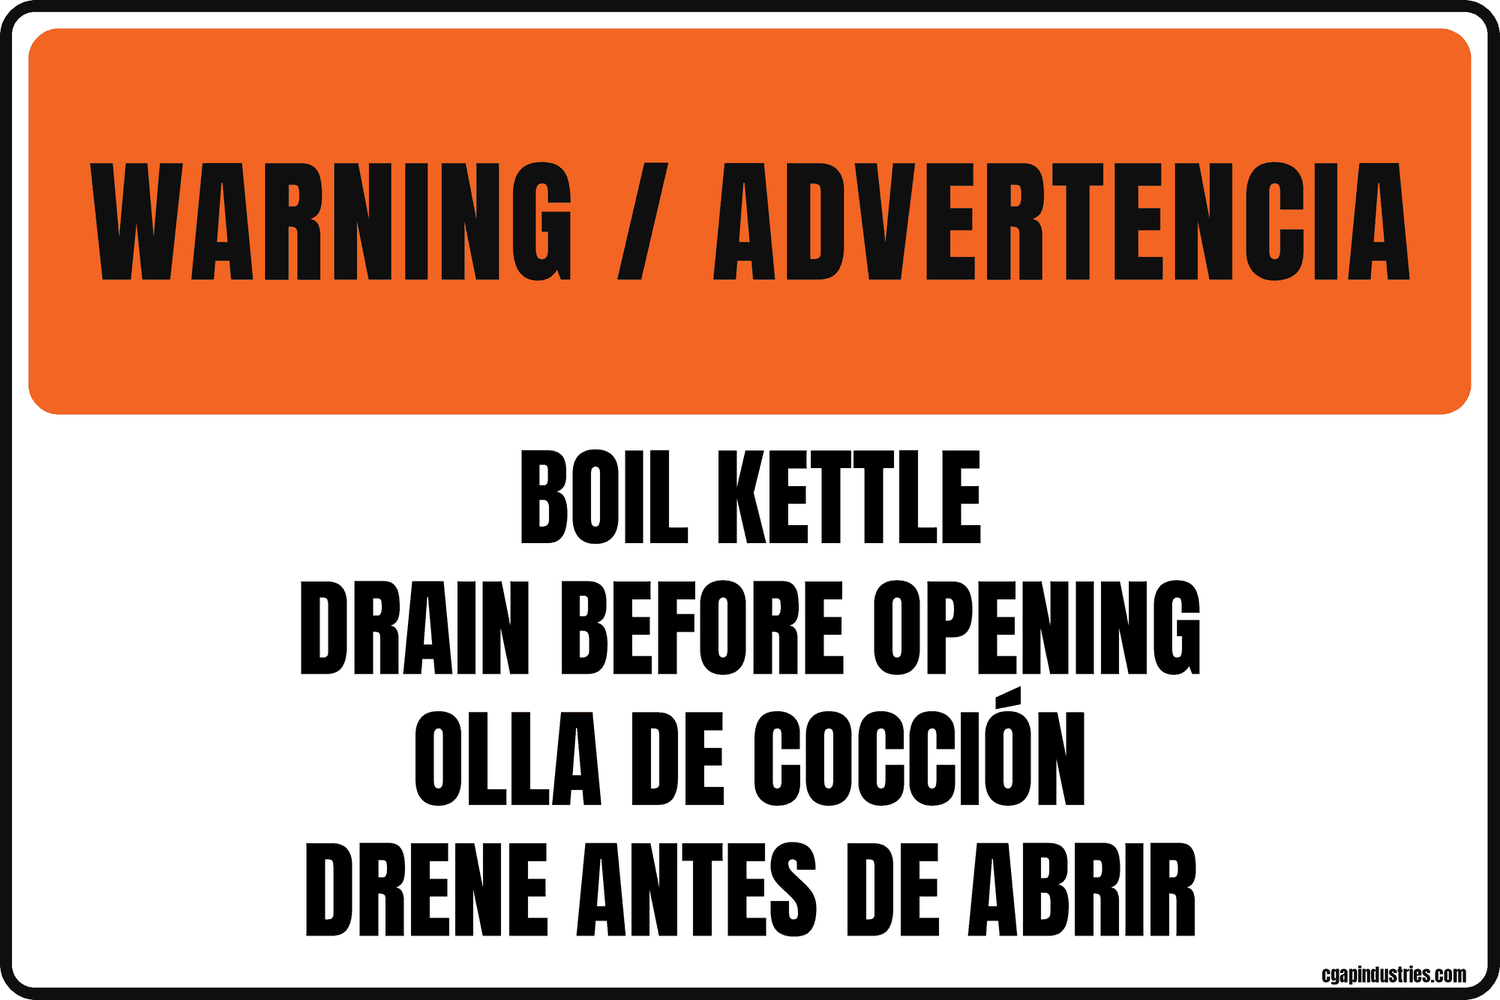 WARNING / ADVERTENCIA
BOIL KETTLE
DRAIN BEFORE OPENING
OLLA DE COCCIÓN
DRENE ANTES DE ABRIR
cgapindustries.com